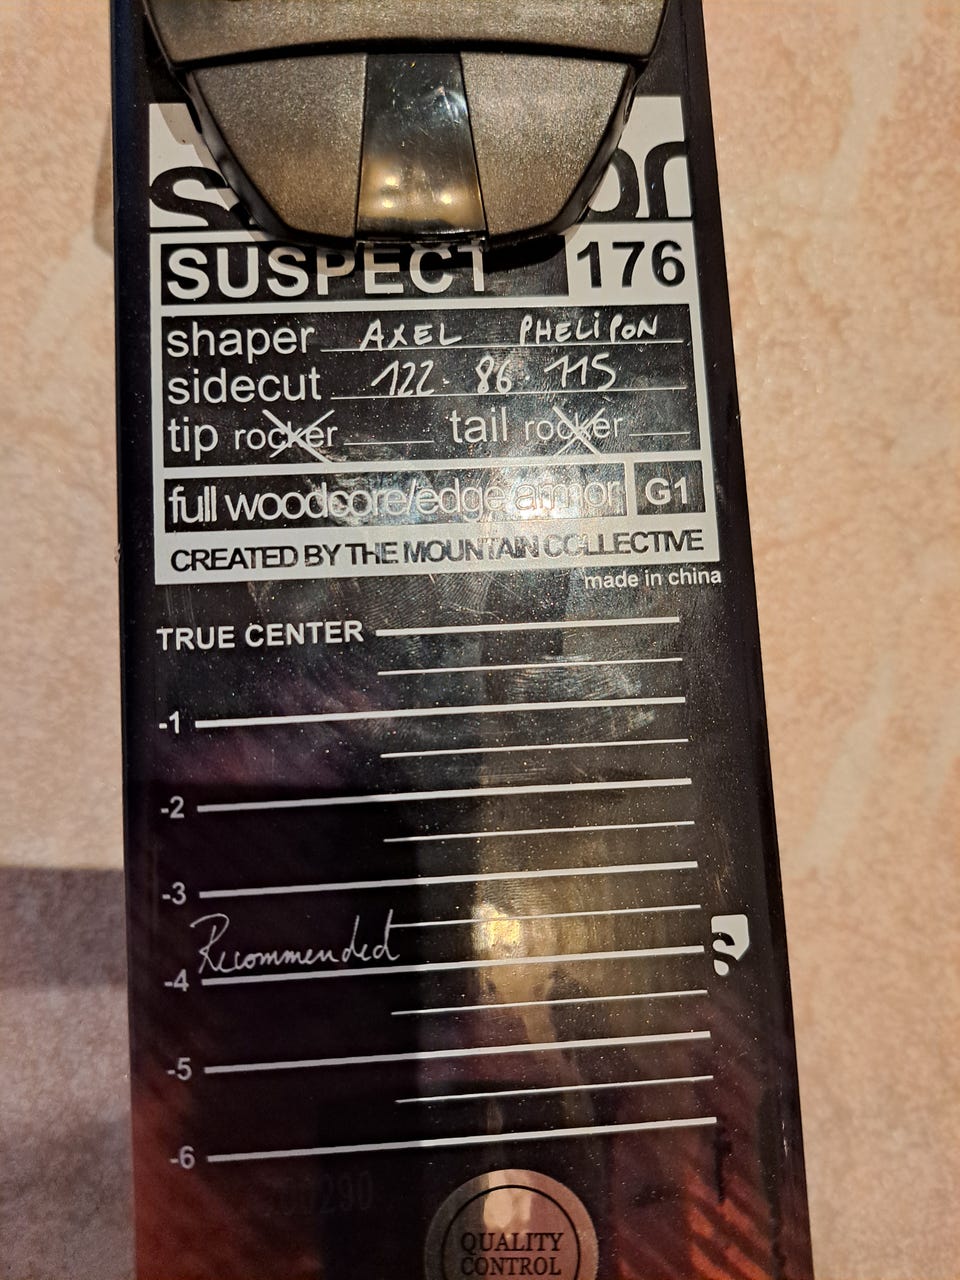 SUSPECT 176
shaper AXEL PHELIPON
sidecut 122 . 86 . 115
tip rocker tail rocker
full woodcore/edge armor G1
CREATED BY THE MOUNTAIN COLLECTIVE
made in china
TRUE CENTER
-1
-2
-3
Recommended
-4
-5
-6
QUALITY
CONTROL